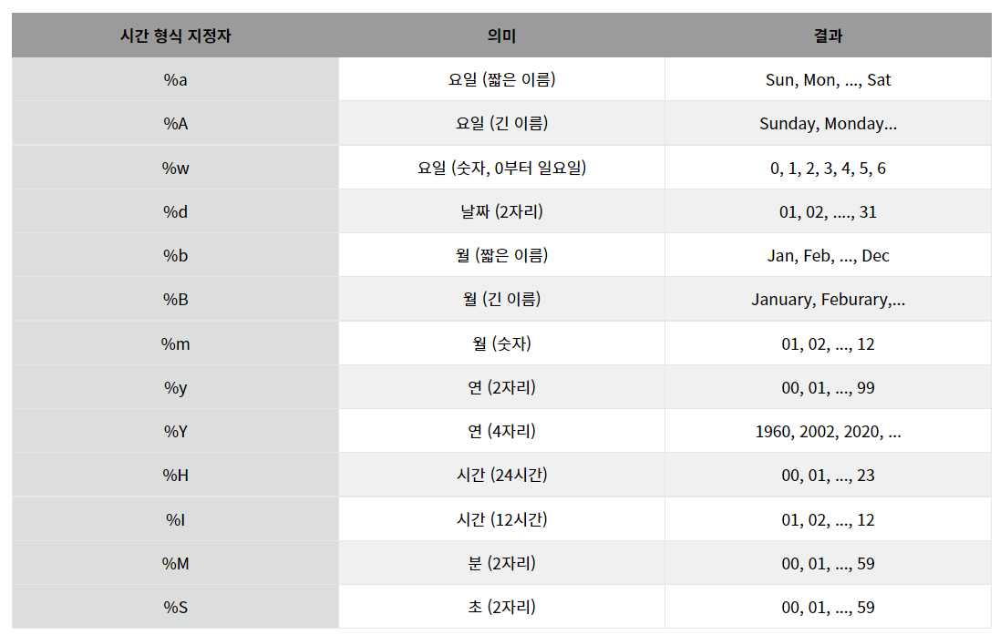 시간 형식 지정자 의미 결과
%a 요일 (짧은 이름) Sun, Mon, ..., Sat
%A 요일 (긴 이름) Sunday, Monday...
%w 요일 (숫자, 0부터 일요일) 0, 1, 2, 3, 4, 5, 6
%d 날짜 (2자리) 01, 02, ...., 31
%b 월 (짧은 이름) Jan, Feb, ..., Dec
%B 월 (긴 이름) January, Feburary,...
%m 월 (숫자) 01, 02, ..., 12
%y 연 (2자리) 00, 01, ..., 99
%Y 연 (4자리) 1960, 2002, 2020, ...
%H 시간 (24시간) 00, 01, ..., 23
%I 시간 (12시간) 01, 02, ..., 12
%M 분 (2자리) 00, 01, ..., 59
%S 초 (2자리) 00, 01, ..., 59